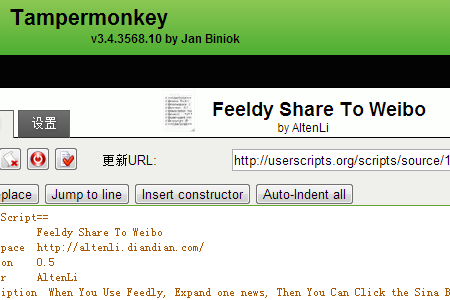 Tampermonkey
v3.4.3568.10 by Jan Biniok
设置
Feeldy Share To Weibo
by AltenLi
更新URL:
http://userscripts.org/scripts/source/1
place Jump to line Insert constructor Auto-Indent all
Script==
Feeldy Share To Weibo
pace http://altenli.diandian.com/
on 0.5
r AltenLi
iption When You Use Feedly, Expand one news, Then You Can Click the Sina B